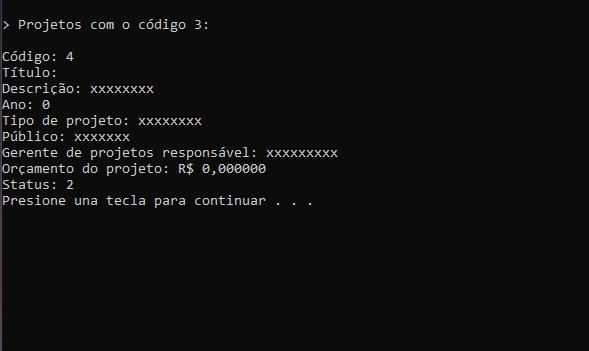 > Projetos com o código 3:
Código: 4
Título:
Descrição: xxxxxxxx
Ano: 0
Tipo de projeto: xxxxxxxx
Público: xxxxxxx
Gerente de projetos responsável: xxxxxxxxx
Orçamento do projeto: R$ 0,000000
Status: 2
Presione una tecla para continuar . . .